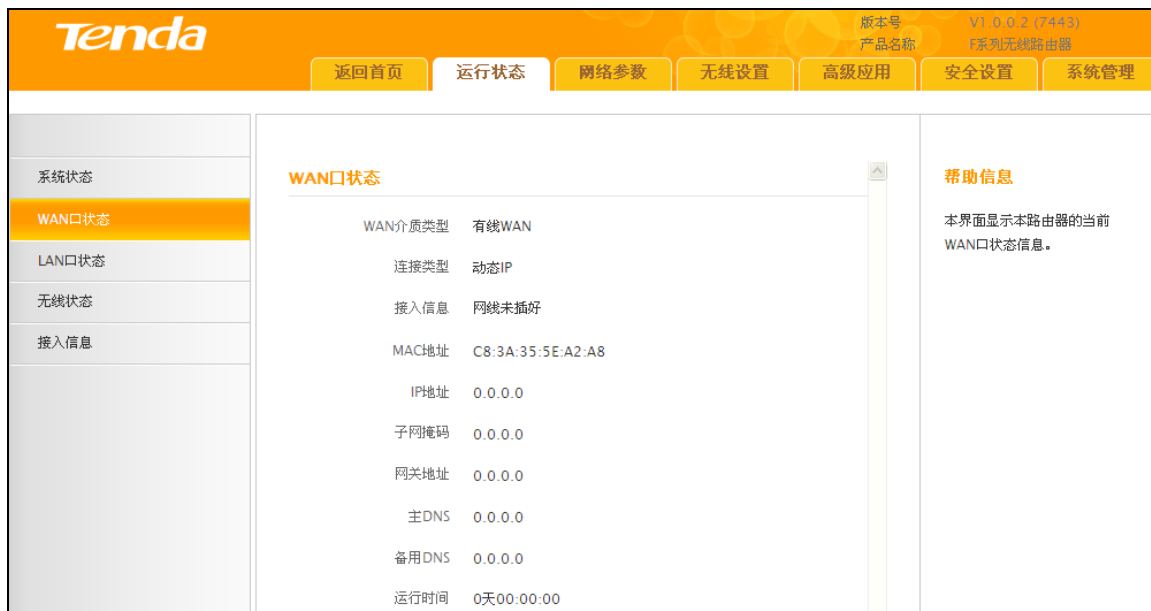 Tenda
版本号 V1.0.0.2 (7443)
产品名称 F系列无线路由器
返回首页 运行状态 网络参数 无线设置 高级应用 安全设置 系统管理
系统状态
WAN口状态
LAN口状态
无线状态
接入信息
WAN口状态
WAN介质类型 有线WAN
连接类型 动态IP
接入信息 网线未插好
MAC地址 C8:3A:35:5E:A2:A8
IP地址 0.0.0.0
子网掩码 0.0.0.0
网关地址 0.0.0.0
主DNS 0.0.0.0
备用DNS 0.0.0.0
运行时间 0天00:00:00
帮助信息
本界面显示本路由器的当前
WAN口状态信息。